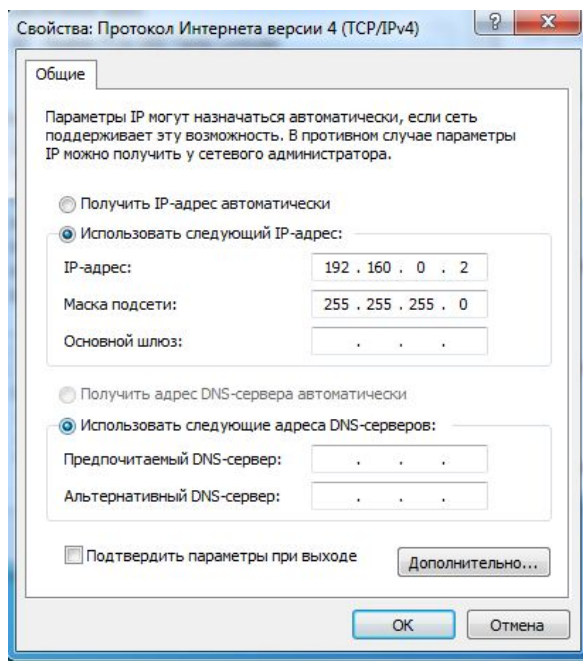 Свойства: Протокол Интернета версии 4 (TCP/IPv4)
Общие
Параметры IP могут назначаться автоматически, если сеть
поддерживает эту возможность. В противном случае параметры
IP можно получить у сетевого администратора.
Получить IP-адрес автоматически
Использовать следующий IP-адрес:
IP-адрес: 192 . 160 . 0 . 2
Маска подсети: 255 . 255 . 255 . 0
Основной шлюз: . . .
Получить адрес DNS-сервера автоматически
Использовать следующие адреса DNS-серверов:
Предпочитаемый DNS-сервер: . . .
Альтернативный DNS-сервер: . . .
Подтвердить параметры при выходе Дополнительно...
ОК Отмена